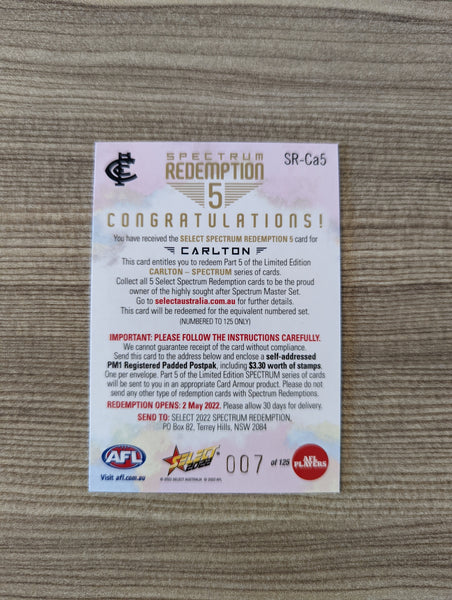 CFC
SPECTRUM
SR-Ca5
REDEMPTION
5
CONGRATULATIONS!
You have received the SELECT SPECTRUM REDEMPTION 5 card for
CARLTON
This card entitles you to redeem Part 5 of the Limited Edition
CARLTON – SPECTRUM series of cards.
Collect all 5 Select Spectrum Redemption cards to be the proud
owner of the highly sought after Spectrum Master Set.
Go to selectaustralia.com.au for further details.
This card will be redeemed for the equivalent numbered set.
(NUMBERED TO 125 ONLY)
IMPORTANT: PLEASE FOLLOW THE INSTRUCTIONS CAREFULLY.
We cannot guarantee receipt of the card without compliance.
Send this card to the address below and enclose a self-addressed
PM1 Registered Padded Postpak, including $3.30 worth of stamps.
One per envelope. Part 5 of the Limited Edition SPECTRUM series of cards
will be sent to you in an appropriate Card Armour product. Please do not
send any other type of redemption cards with Spectrum Redemptions.
REDEMPTION OPENS: 2 May 2022. Please allow 30 days for delivery.
SEND TO: SELECT 2022 SPECTRUM REDEMPTION,
PO Box 82, Terrey Hills, NSW 2084
AFL
SELECT
2022
007 of 125
AFL
PLAYERS
Visit afl.com.au
© 2022 SELECT AUSTRALIA © 2022 AFL